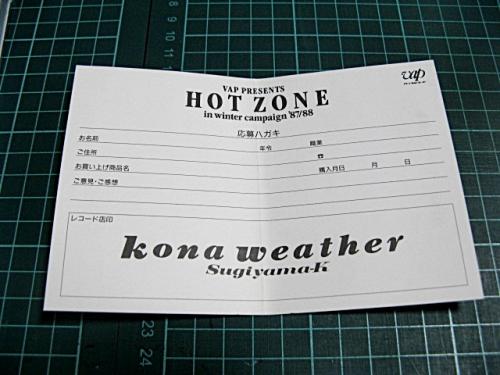 vap
VAP PRESENTS
HOT ZONE
in winter campaign '87/88
応募ハガキ
お名前 年令 職業
ご住所 ☎
お買い上げ商品名 購入月日 月 日
ご意見・ご感想
レコード店印
kona weather
Sugiyama-K
8
9
10
11
23
24